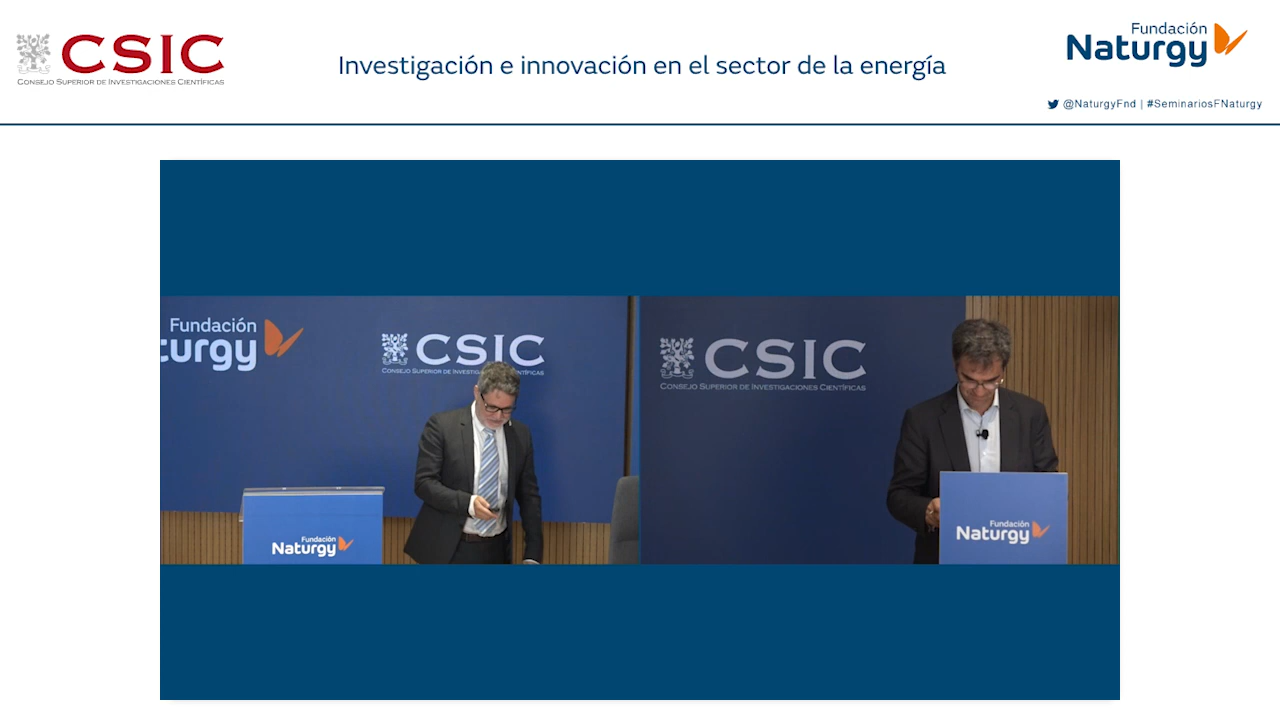 CSIC
CONSEJO SUPERIOR DE INVESTIGACIONES CIENTÍFICAS
Investigación e innovación en el sector de la energía
Fundación
Naturgy
@NaturgyFnd | #SeminariosFNaturgy
Fundación
turgy
CSIC
CONSEJO SUPERIOR DE INVESTIGACIONES CIENTÍFICAS
Fundación
Naturgy
CSIC
CONSEJO SUPERIOR DE INVESTIGACIONES CIENTÍFICAS
Fundación
Naturgy